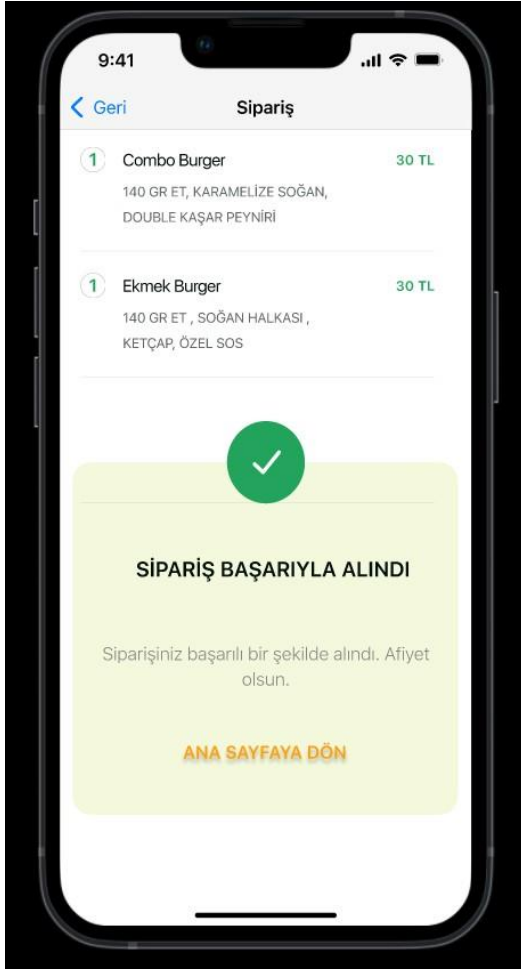 9:41
Geri
Sipariş
1 Combo Burger 30 TL
140 GR ET, KARAMELİZE SOĞAN,
DOUBLE KAŞAR PEYNİRİ
1 Ekmek Burger 30 TL
140 GR ET , SOĞAN HALKASI ,
KETÇAP, ÖZEL SOS
SİPARİŞ BAŞARIYLA ALINDI
Siparişiniz başarılı bir şekilde alındı. Afiyet
olsun.
ANA SAYFAYA DÖN